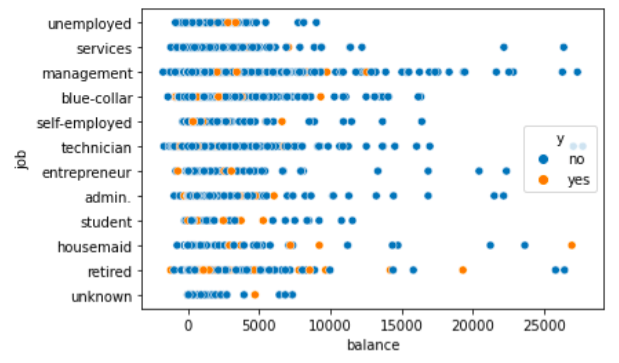 unemployed
services
management
blue-collar
self-employed
technician
entrepreneur
admin.
student
housemaid
retired
unknown
job
y
no
yes
0 5000 10000 15000 20000 25000
balance